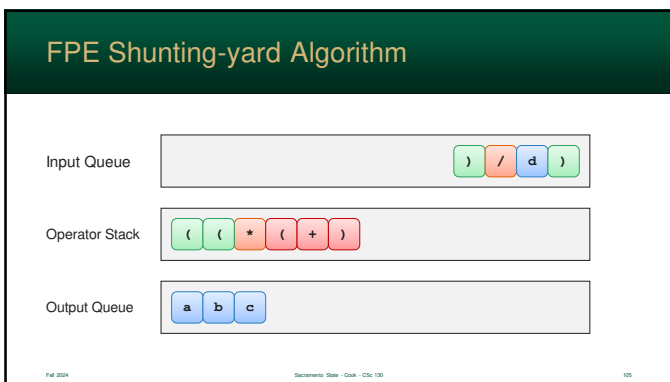 FPE Shunting-yard Algorithm
Input Queue
) / d )
Operator Stack
( ( * ( + )
Output Queue
a b c
Fall 2024
Sacramento State - Cook - CSc 130
105